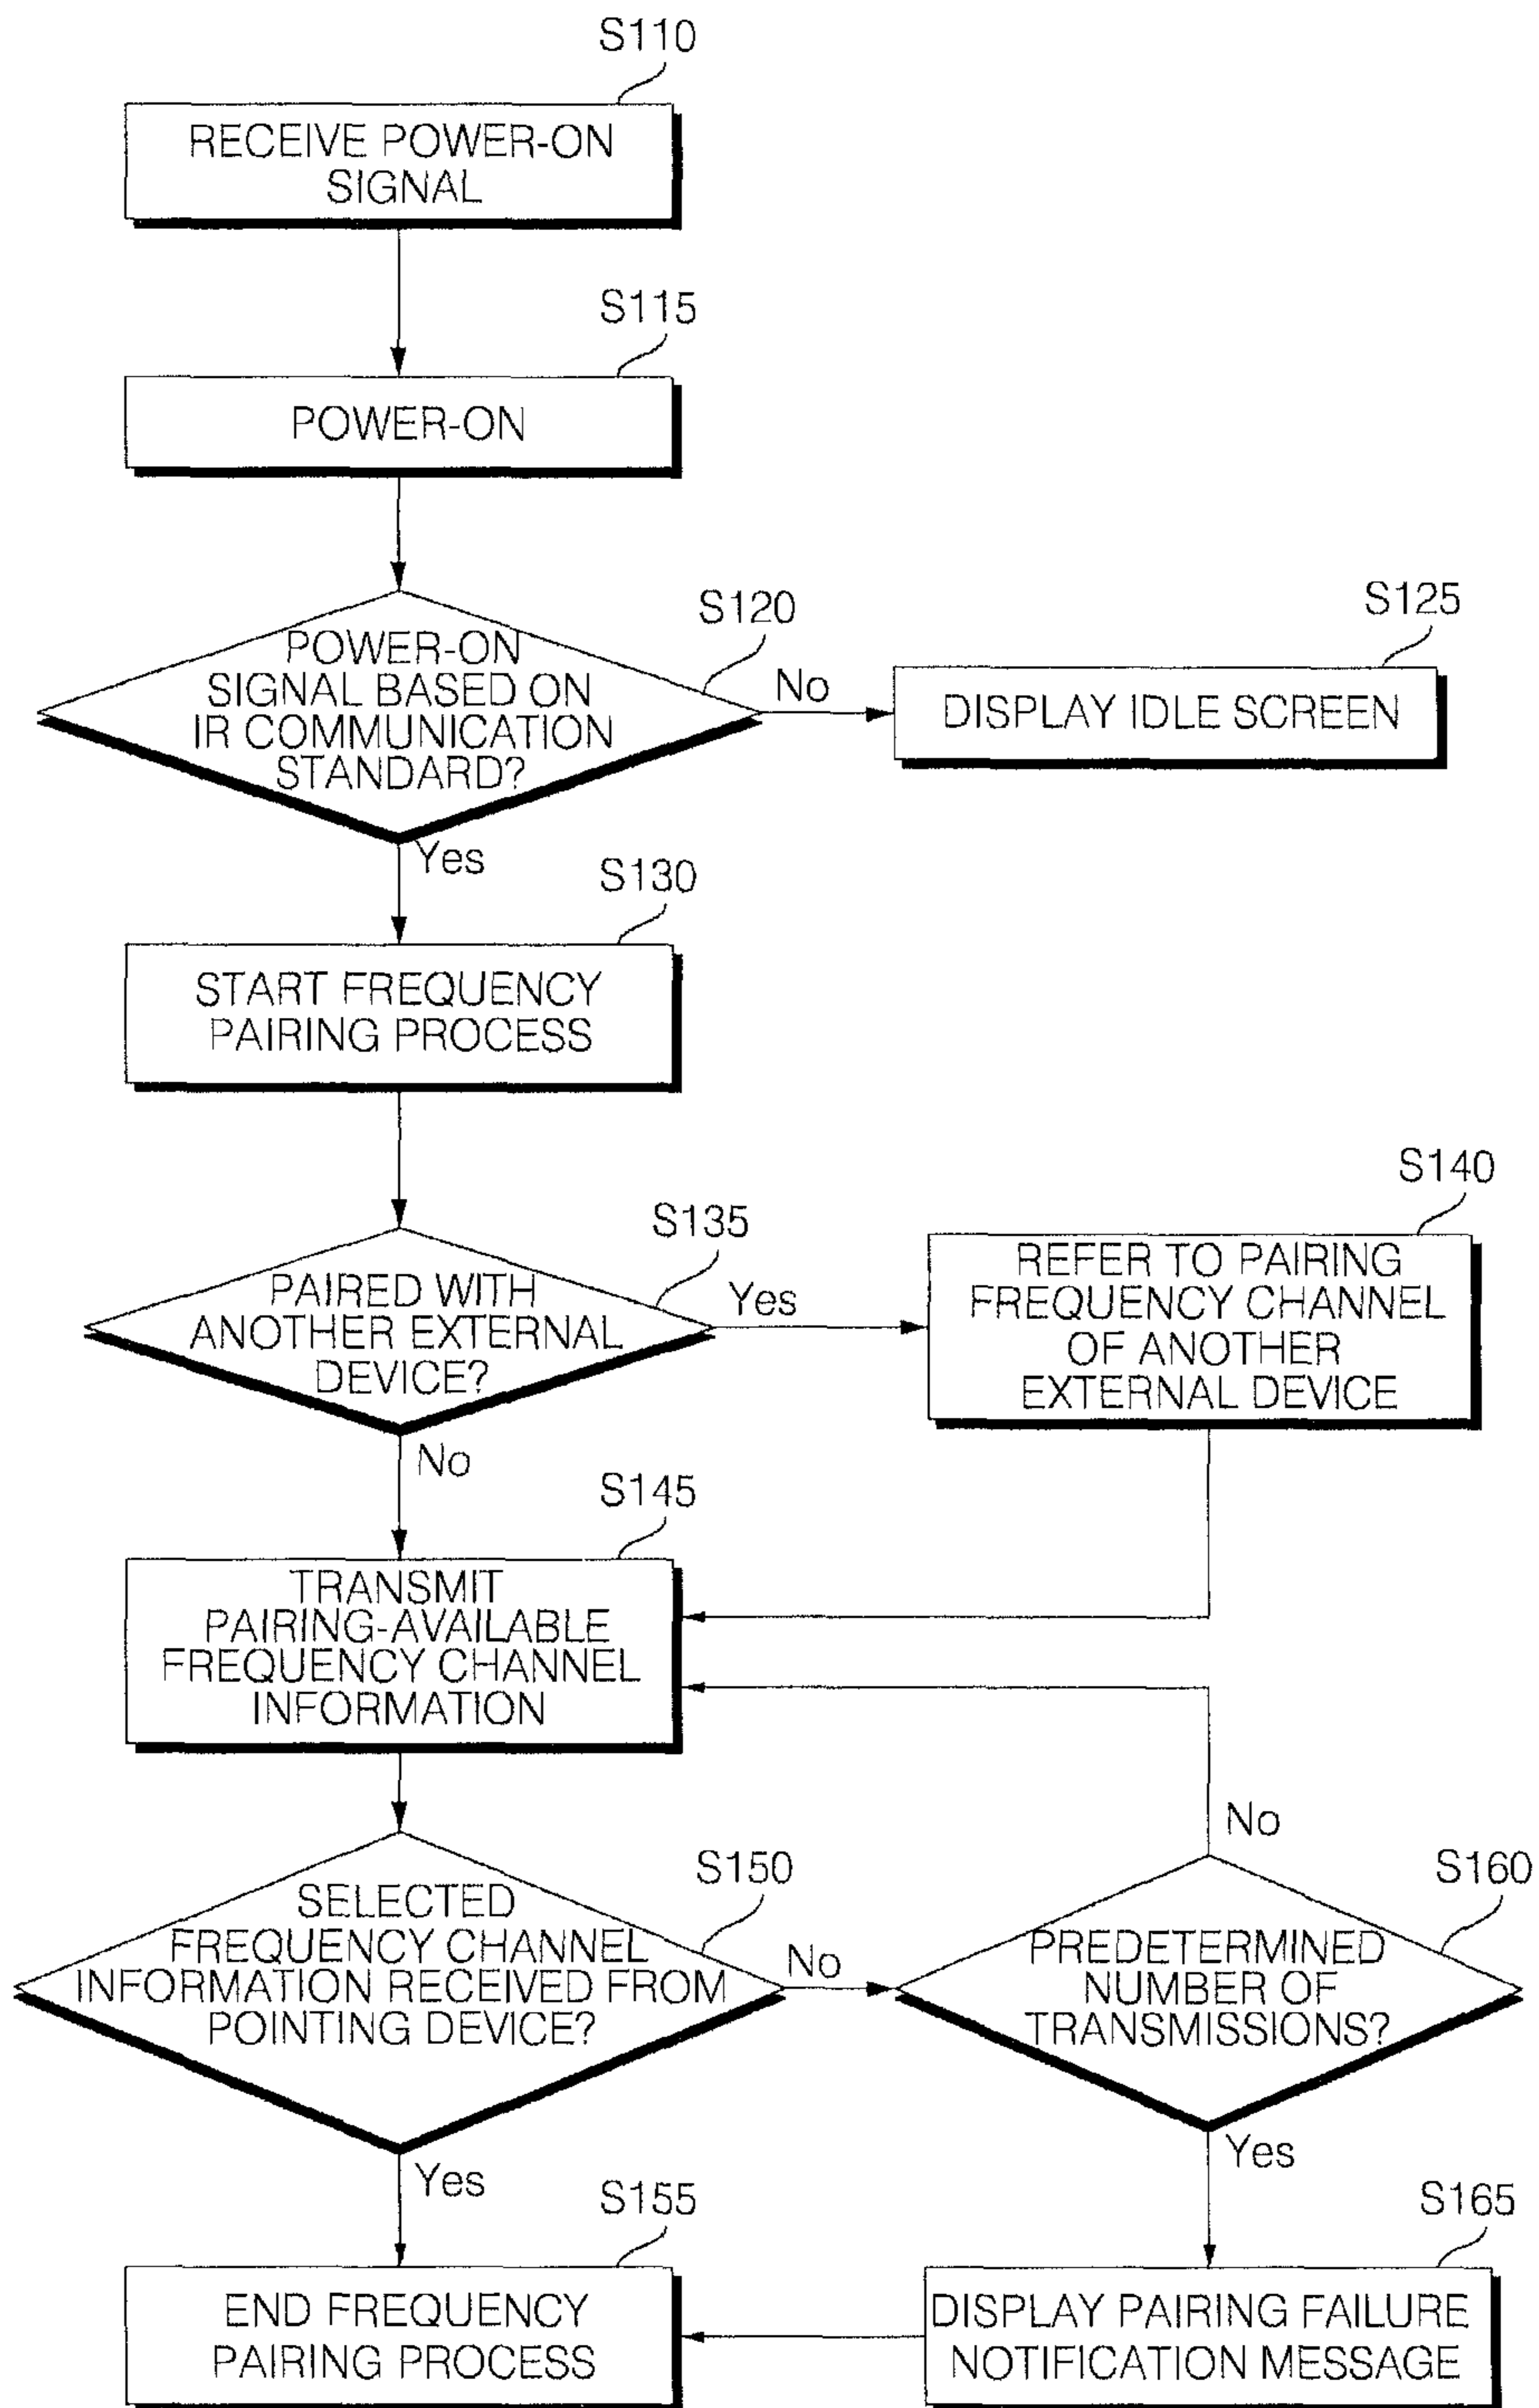 S110
RECEIVE POWER-ON
SIGNAL
S115
POWER-ON
S120
POWER-ON
SIGNAL BASED ON
IR COMMUNICATION
STANDARD?
No
S125
DISPLAY IDLE SCREEN
Yes
S130
START FREQUENCY
PAIRING PROCESS
S135
PAIRED WITH
ANOTHER EXTERNAL
DEVICE?
Yes
S140
REFER TO PAIRING
FREQUENCY CHANNEL
OF ANOTHER
EXTERNAL DEVICE
No
S145
TRANSMIT
PAIRING-AVAILABLE
FREQUENCY CHANNEL
INFORMATION
S150
SELECTED
FREQUENCY CHANNEL
INFORMATION RECEIVED FROM
POINTING DEVICE?
No
No
S160
PREDETERMINED
NUMBER OF
TRANSMISSIONS?
Yes
Yes
S155
END FREQUENCY
PAIRING PROCESS
S165
DISPLAY PAIRING FAILURE
NOTIFICATION MESSAGE